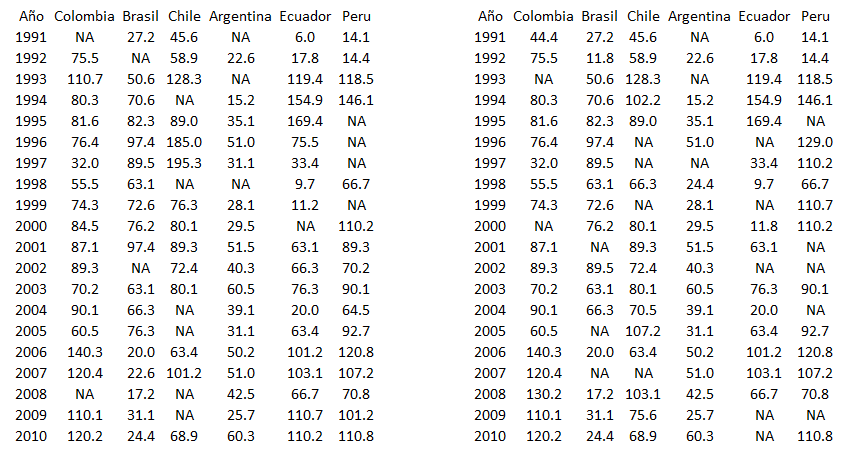 Año Colombia Brasil Chile Argentina Ecuador Peru
1991 NA 27.2 45.6 NA 6.0 14.1
1992 75.5 NA 58.9 22.6 17.8 14.4
1993 110.7 50.6 128.3 NA 119.4 118.5
1994 80.3 70.6 NA 15.2 154.9 146.1
1995 81.6 82.3 89.0 35.1 169.4 NA
1996 76.4 97.4 185.0 51.0 75.5 NA
1997 32.0 89.5 195.3 31.1 33.4 NA
1998 55.5 63.1 NA NA 9.7 66.7
1999 74.3 72.6 76.3 28.1 11.2 NA
2000 84.5 76.2 80.1 29.5 NA 110.2
2001 87.1 97.4 89.3 51.5 63.1 89.3
2002 89.3 NA 72.4 40.3 66.3 70.2
2003 70.2 63.1 80.1 60.5 76.3 90.1
2004 90.1 66.3 NA 39.1 20.0 64.5
2005 60.5 76.3 NA 31.1 63.4 92.7
2006 140.3 20.0 63.4 50.2 101.2 120.8
2007 120.4 22.6 101.2 51.0 103.1 107.2
2008 NA 17.2 NA 42.5 66.7 70.8
2009 110.1 31.1 NA 25.7 110.7 101.2
2010 120.2 24.4 68.9 60.3 110.2 110.8
Año Colombia Brasil Chile Argentina Ecuador Peru
1991 44.4 27.2 45.6 NA 6.0 14.1
1992 75.5 11.8 58.9 22.6 17.8 14.4
1993 NA 50.6 128.3 NA 119.4 118.5
1994 80.3 70.6 102.2 15.2 154.9 146.1
1995 81.6 82.3 89.0 35.1 169.4 NA
1996 76.4 97.4 NA 51.0 NA 129.0
1997 32.0 89.5 NA NA 33.4 110.2
1998 55.5 63.1 66.3 24.4 9.7 66.7
1999 74.3 72.6 NA 28.1 NA 110.7
2000 NA 76.2 80.1 29.5 11.8 110.2
2001 87.1 NA 89.3 51.5 63.1 NA
2002 89.3 89.5 72.4 40.3 NA NA
2003 70.2 63.1 80.1 60.5 76.3 90.1
2004 90.1 66.3 70.5 39.1 20.0 NA
2005 60.5 NA 107.2 31.1 63.4 92.7
2006 140.3 20.0 63.4 50.2 101.2 120.8
2007 120.4 NA NA 51.0 103.1 107.2
2008 130.2 17.2 103.1 42.5 66.7 70.8
2009 110.1 31.1 75.6 25.7 NA NA
2010 120.2 24.4 68.9 60.3 NA 110.8